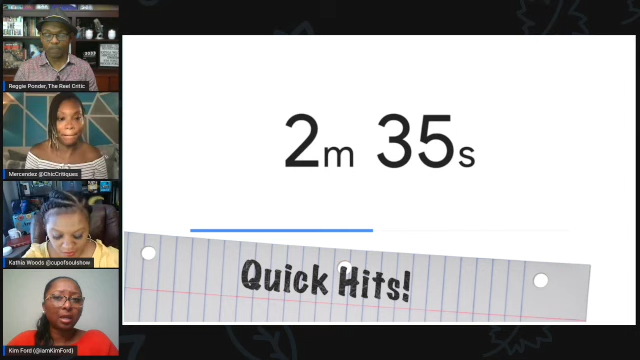 Reggie Ponder, The Reel Critic
Mercendez @ChicCritiques
Kathia Woods @cupofsoulshow
Kim Ford (@iamKimFord)
2m 35s
Quick Hits!